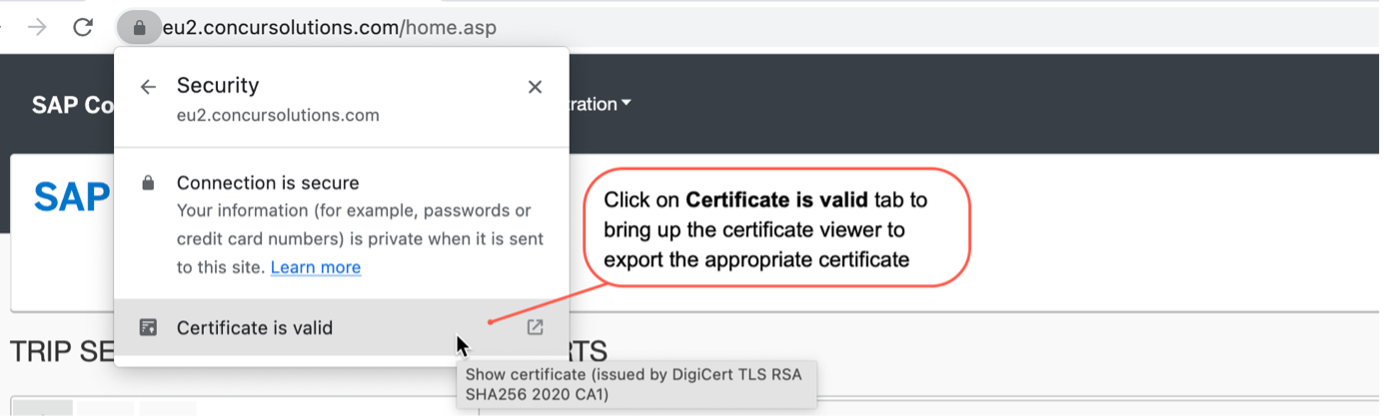 eu2.concursolutions.com/home.asp
Security
eu2.concursolutions.com
SAP Co
ration
SAP
Connection is secure
Your information (for example, passwords or
credit card numbers) is private when it is sent
to this site. Learn more
Click on Certificate is valid tab to
bring up the certificate viewer to
export the appropriate certificate
Certificate is valid
TRIP SE
RTS
Show certificate (issued by DigiCert TLS RSA
SHA256 2020 CA1)